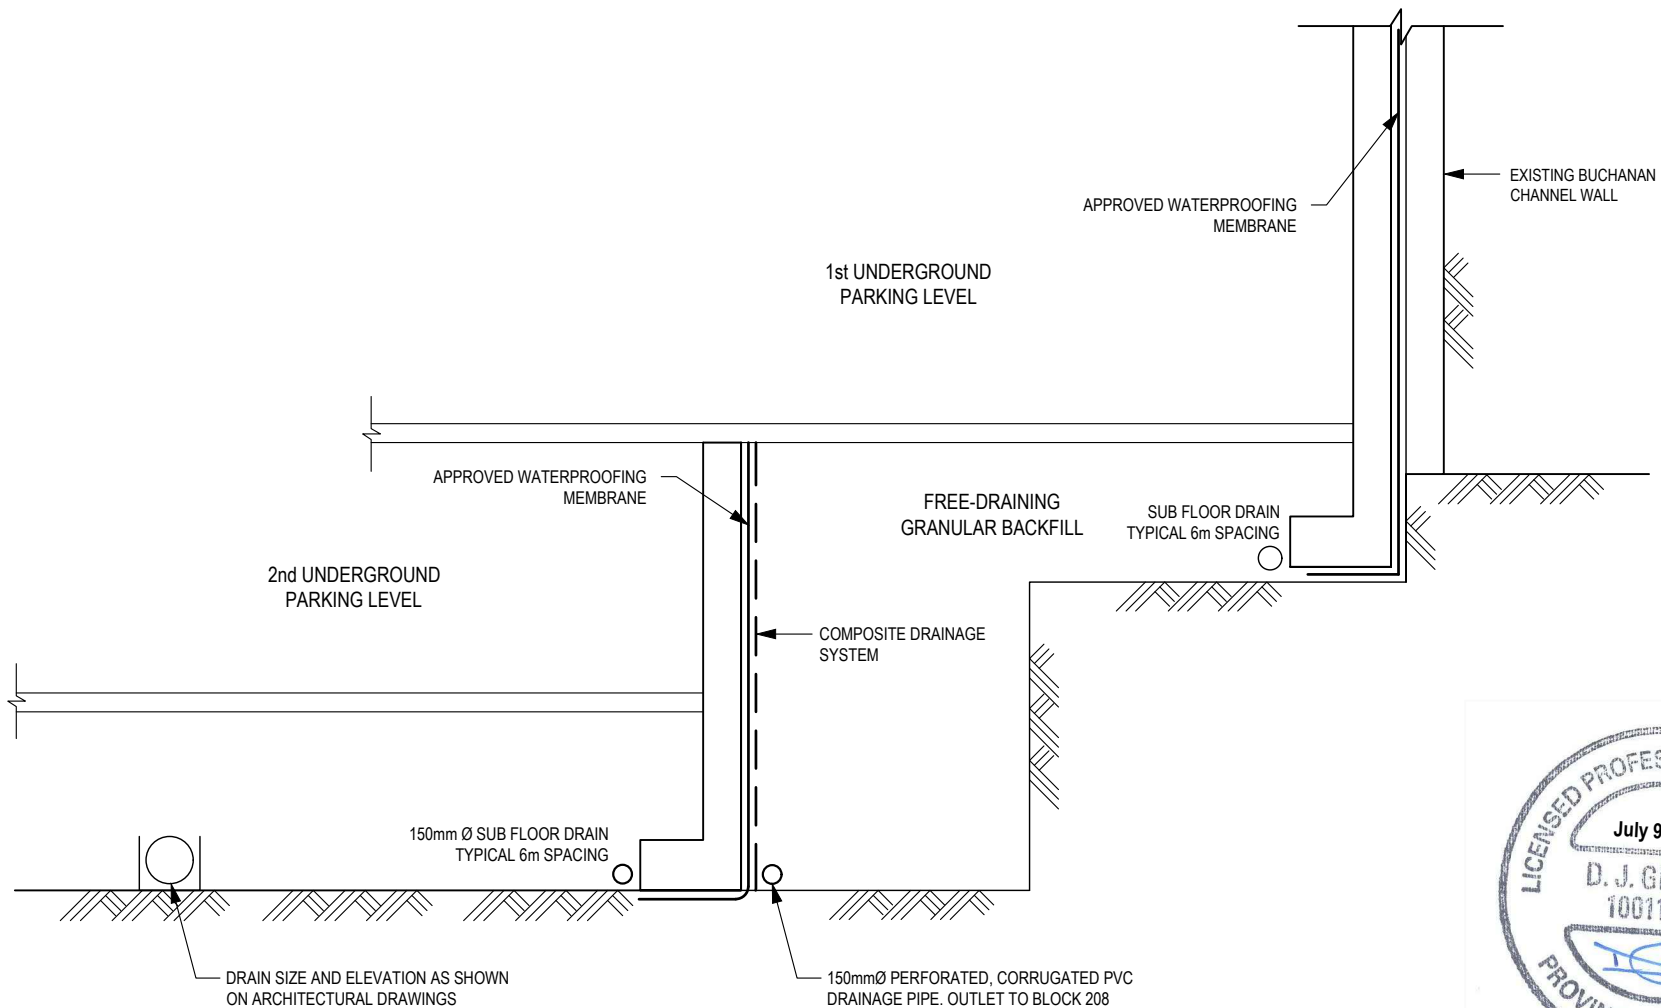 EXISTING BUCHANAN
CHANNEL WALL
APPROVED WATERPROOFING
MEMBRANE
1st UNDERGROUND
PARKING LEVEL
APPROVED WATERPROOFING
MEMBRANE
FREE-DRAINING
GRANULAR BACKFILL
SUB FLOOR DRAIN
TYPICAL 6m SPACING
2nd UNDERGROUND
PARKING LEVEL
COMPOSITE DRAINAGE
SYSTEM
150mm Ø SUB FLOOR DRAIN
TYPICAL 6m SPACING
LICENSED
July 9
D. J.
DRAIN SIZE AND ELEVATION AS SHOWN
ON ARCHITECTURAL DRAWINGS
150mmØ PERFORATED, CORRUGATED PVC
DRAINAGE PIPE. OUTLET TO BLOCK 208